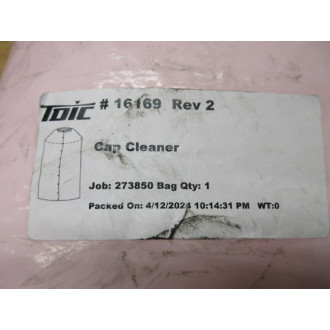 TOIC # 16169 Rev 2
Cap Cleaner
Job: 273850 Bag Qty: 1
Packed On: 4/12/2024 10:14:31 PM WT:0